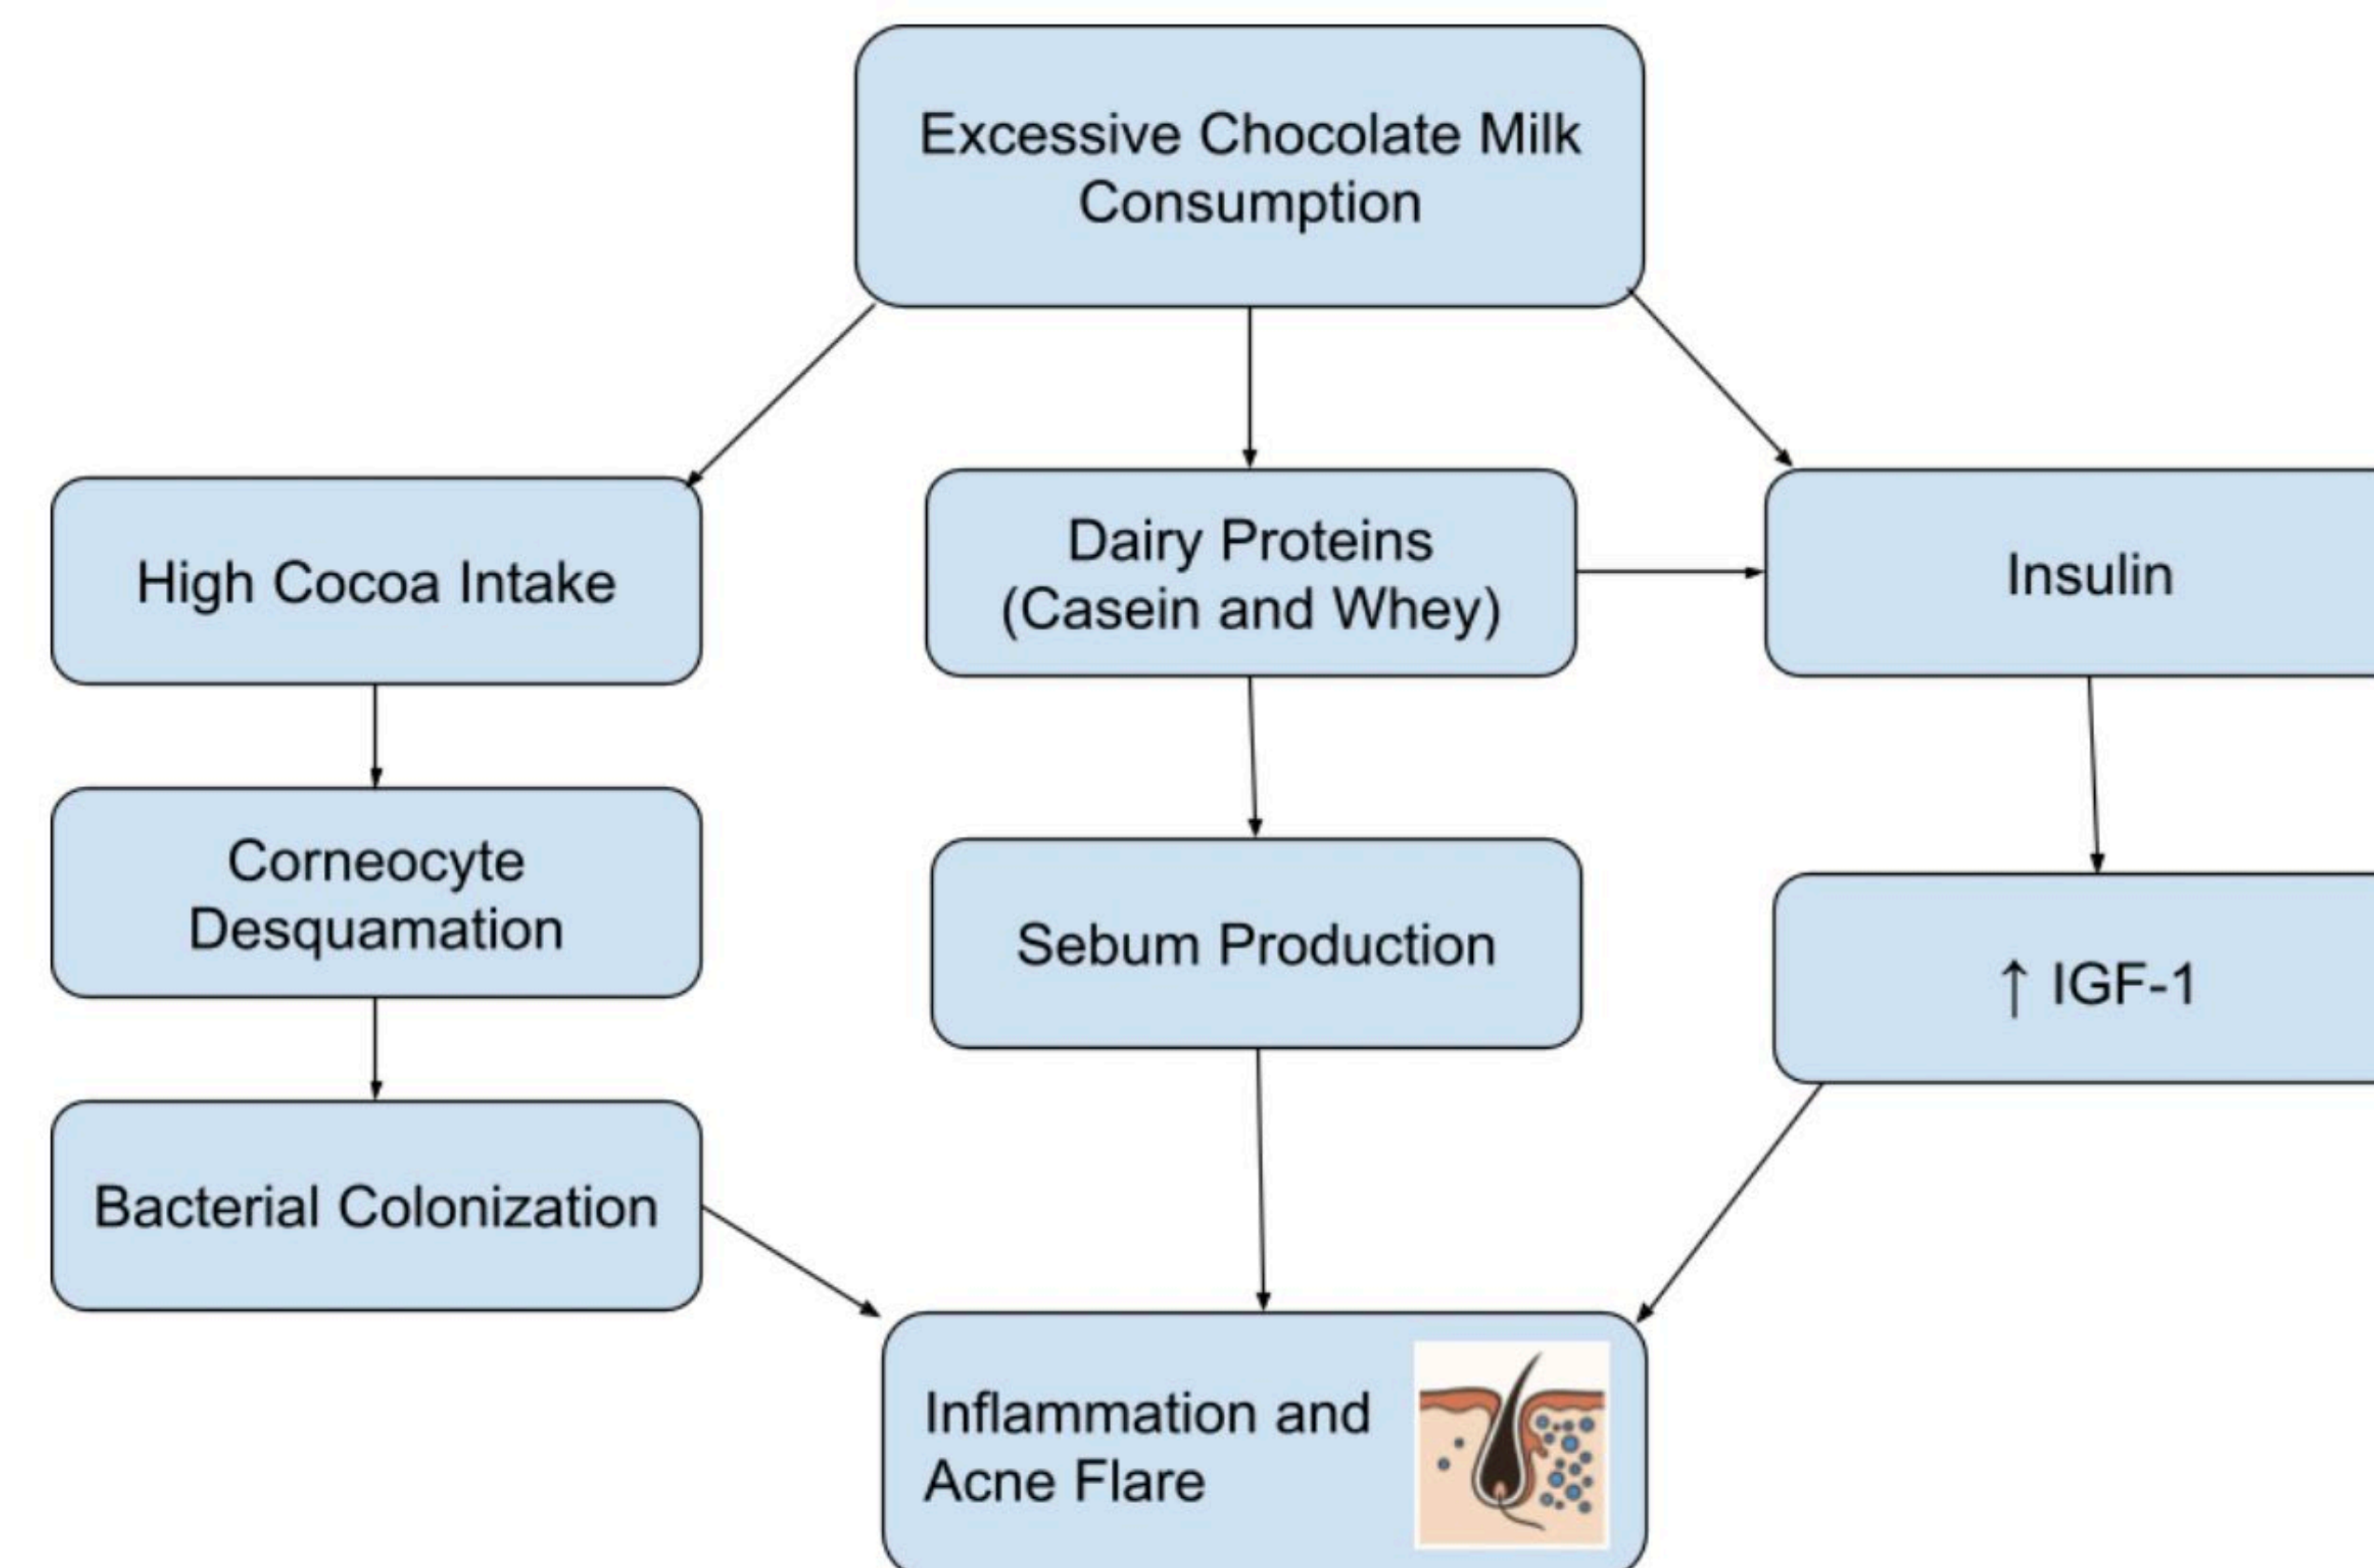 Excessive Chocolate Milk
Consumption
High Cocoa Intake
Dairy Proteins
(Casein and Whey)
Insulin
Corneocyte
Desquamation
Sebum Production
↑ IGF-1
Bacterial Colonization
Inflammation and
Acne Flare